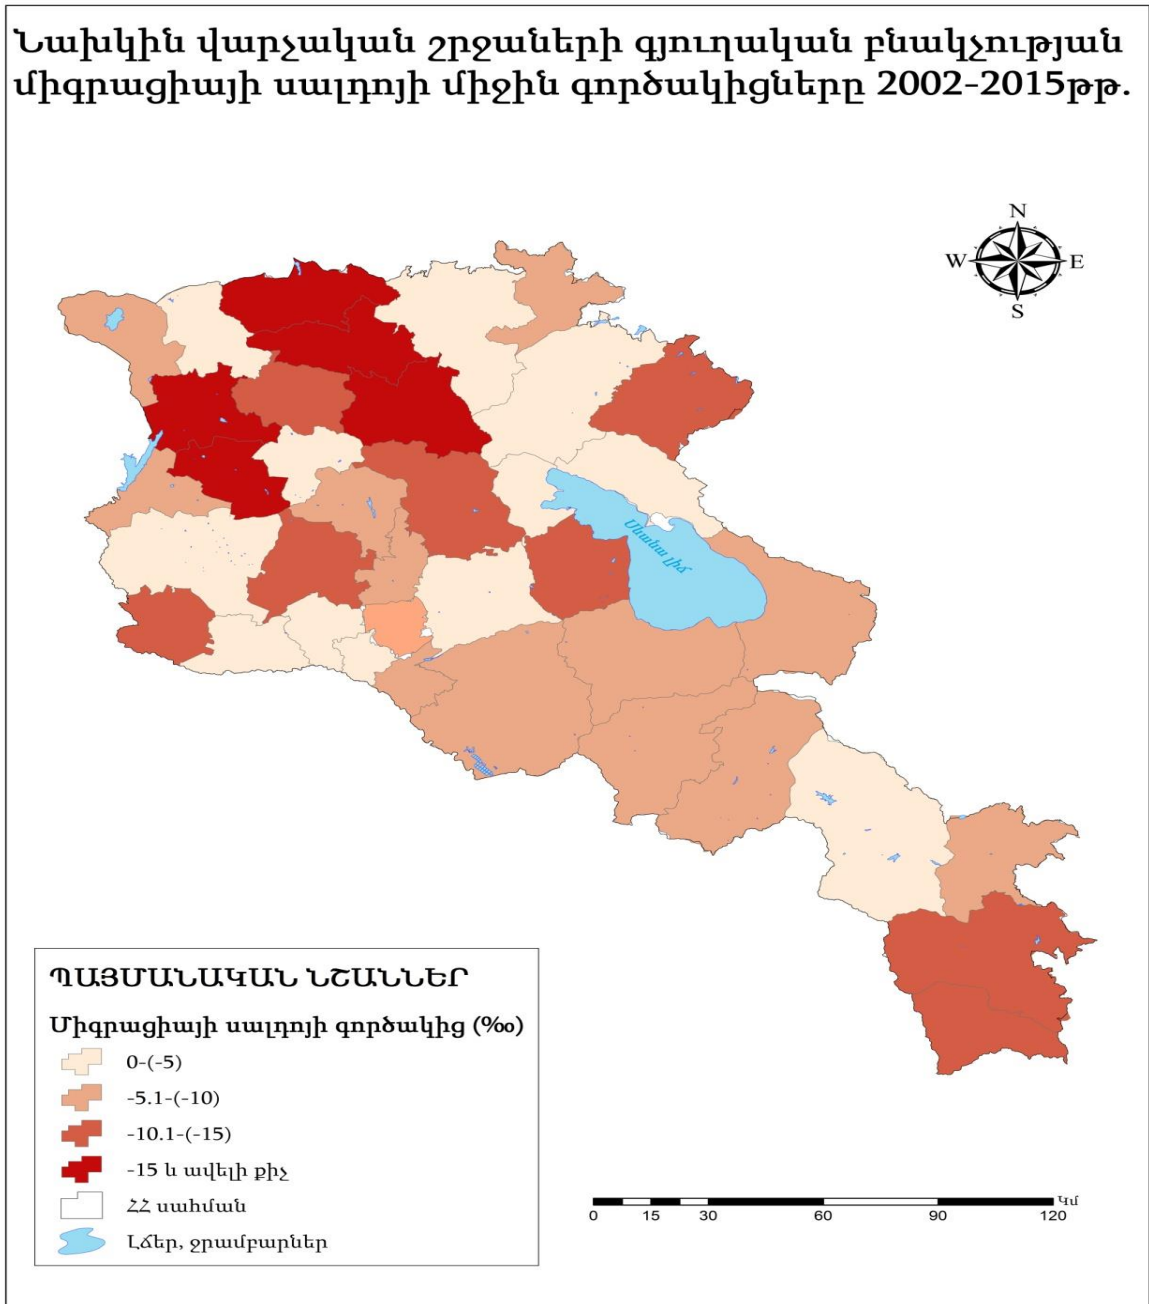 Նախկին վարչական շրջաների գյուղական բնակչության
միգրացիայի սալդոյի միջին գործակիցները 2002-2015թթ.
N
W E
S
Սևանա լիճ
ՊԱՅՄԱՆԱԿԱՆ ՆՇԱՆՆԵՐ
Միգրացիայի սալդոյի գործակից (‰)
0-(-5)
-5.1-(-10)
-10.1-(-15)
-15 և ավելի քիչ
ՀՀ սահման
Լճեր, ջրամբարներ
Կմ
0 15 30 60 90 120